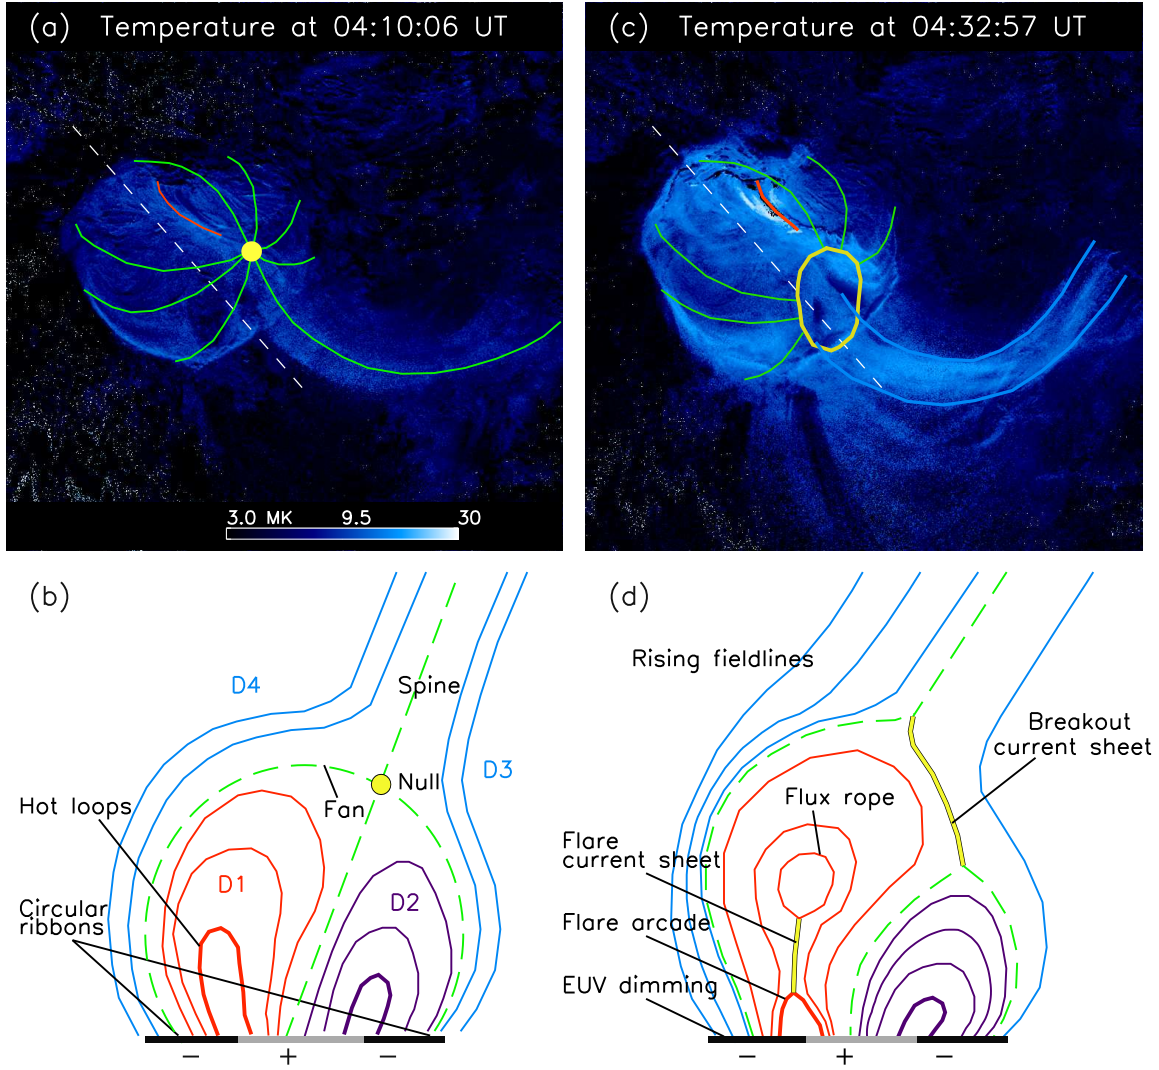 (a) Temperature at 04:10:06 UT
3.0 MK 9.5 30
(c) Temperature at 04:32:57 UT
(b)
D4
Spine
D3
Null
Fan
Hot loops
D1
D2
Circular
ribbons
− + −
(d)
Rising fieldlines
Breakout
current sheet
Flux rope
Flare
current sheet
Flare arcade
EUV dimming
− + −